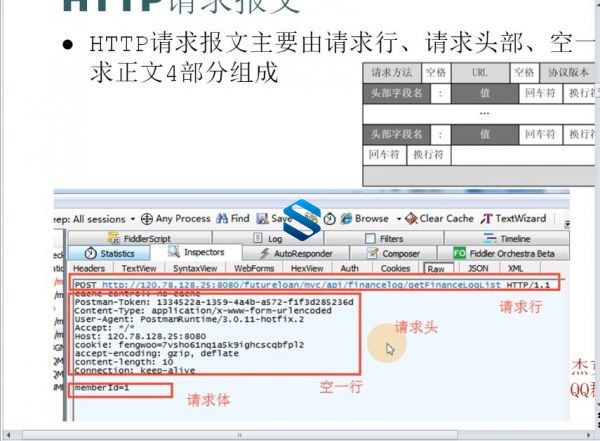 HTTP请求报文
● HTTP请求报文主要由请求行、请求头部、空一
求正文4部分组成
请求方法 空格 URL 空格 协议版本
头部字段名 : 值 回车符 换行符
...
头部字段名 : 值 回车符 换行符
回车符 换行符
eep: All sessions Any Process Find Save Browse Clear Cache TextWizard
FiddlerScript Log Filters Timeline
Statistics Inspectors AutoResponder Composer FO Fiddler Orchestra Beta
Headers TextView SyntaxView WebForms HexView Auth Cookies Raw JSON XML
POST http://120.78.128.25:8080/futureloan/mvc/api/financelog/getFinanceLogList HTTP/1.1
cache-control: no-cache
请求行
Postman-Token: 1334522a-1359-4a4b-a572-f1f3d285236d
Content-Type: application/x-www-form-urlencoded
User-Agent: PostmanRuntime/3.0.11-hotfix.2
请求头
Accept: */*
Host: 120.78.128.25:8080
cookie: fengwoo=7vsho61nq1a5k9ighcscqbfpl2
accept-encoding: gzip, deflate
content-length: 10
Connection: keep-alive
空一行
memberId=1
请求体
QQ群